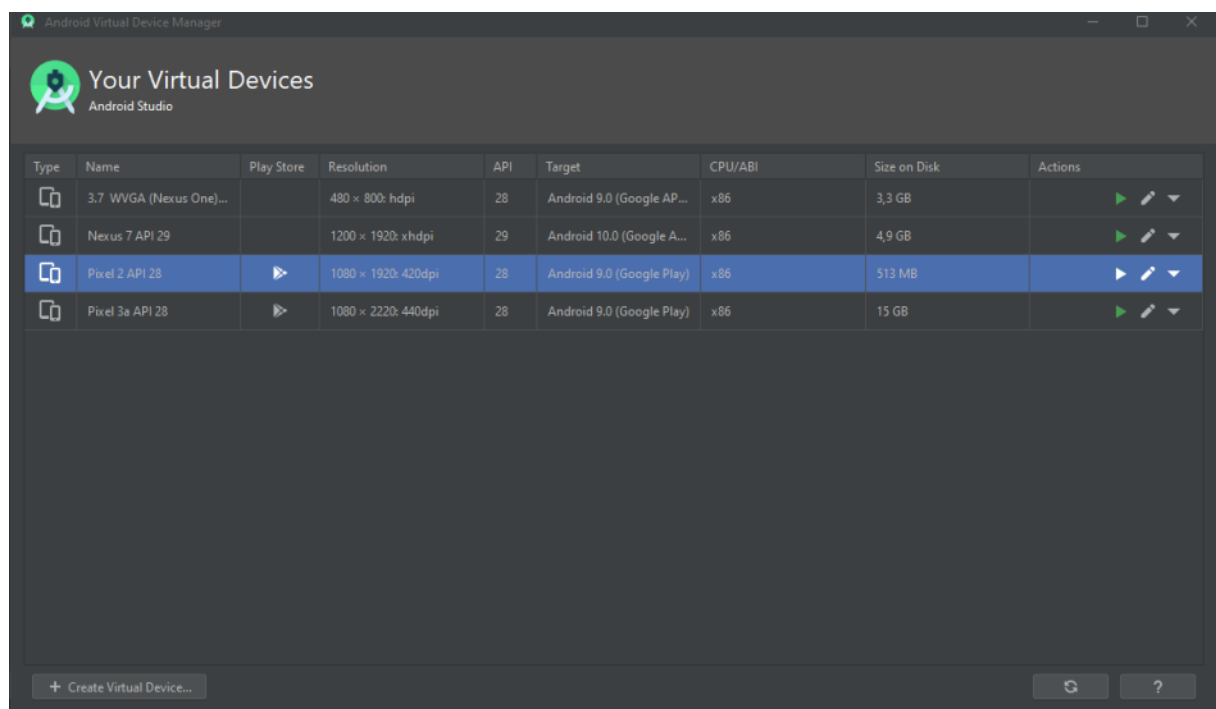 Android Virtual Device Manager
Your Virtual Devices
Android Studio
Type Name Play Store Resolution API Target CPU/ABI Size on Disk Actions
3.7 WVGA (Nexus One)... 480 × 800: hdpi 28 Android 9.0 (Google AP... x86 3,3 GB
Nexus 7 API 29 1200 × 1920: xhdpi 29 Android 10.0 (Google A... x86 4,9 GB
Pixel 2 API 28 1080 × 1920: 420dpi 28 Android 9.0 (Google Play) x86 513 MB
Pixel 3a API 28 1080 × 2220: 440dpi 28 Android 9.0 (Google Play) x86 15 GB
+ Create Virtual Device... ?